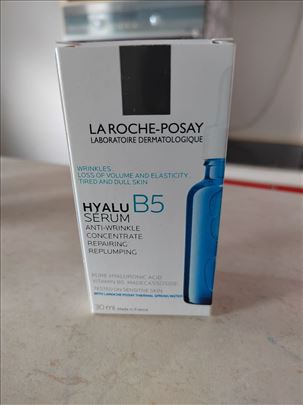 LA ROCHE-POSAY
LABORATOIRE DERMATOLOGIQUE
WRINKLES
LOSS OF VOLUME AND ELASTICITY
TIRED AND DULL SKIN
HYALU B5
SERUM
ANTI-WRINKLE
CONCENTRATE
REPAIRING
REPLUMPING
PURE HYALURONIC ACID
VITAMIN B5. MADECASSOSIDE
TESTED ON SENSITIVE SKIN
WITH LA ROCHE-POSAY THERMAL SPRING WATER
30 ml Made in France